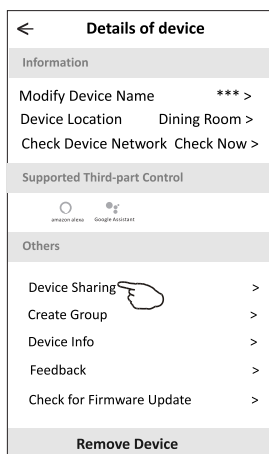 Details of device
Information
Modify Device Name *** >
Device Location Dining Room >
Check Device Network Check Now >
Supported Third-part Control
amazon alexa Google Assistant
Others
Device Sharing >
Create Group >
Device Info >
Feedback >
Check for Firmware Update >
Remove Device